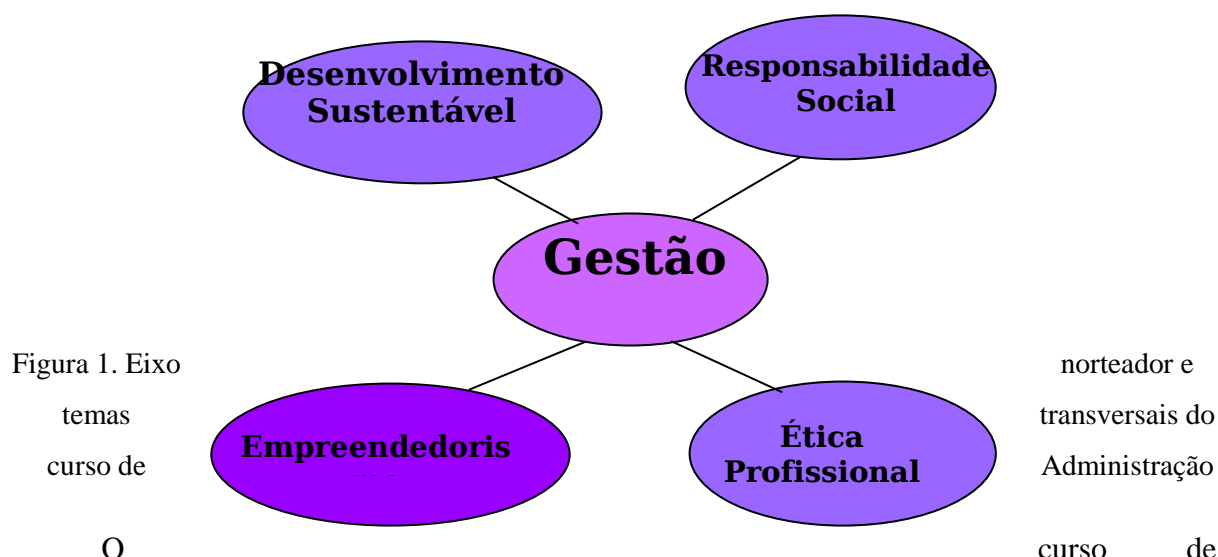 Desenvolvimento
Sustentável
Responsabilidade
Social
Gestão
Figura 1. Eixo norteador e
temas transversais do
curso de Administração
Empreendedoris
Ética
Profissional
O curso de